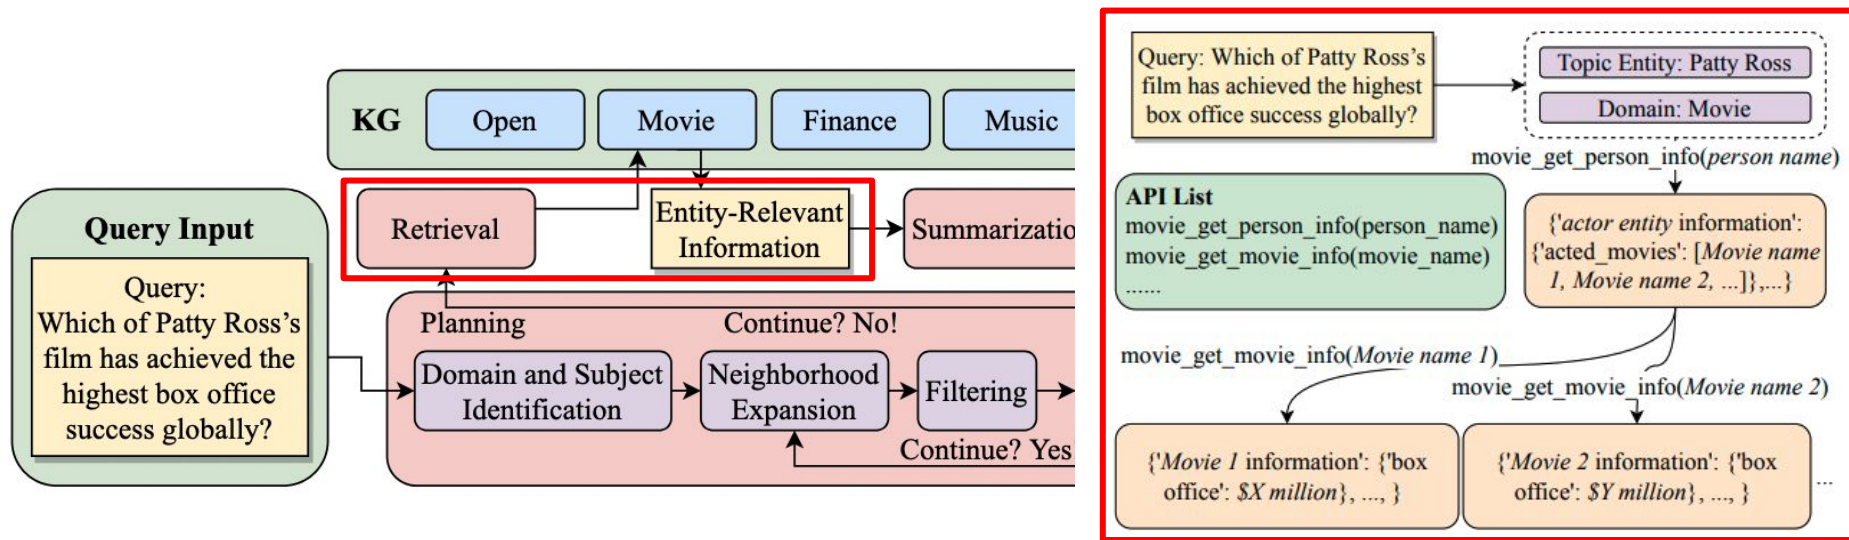 KG
Open
Movie
Finance
Music
Query Input
Query:
Which of Patty Ross's
film has achieved the
highest box office
success globally?
Retrieval
Entity-Relevant
Information
Summarizatio
Planning
Continue? No!
Domain and Subject
Identification
Neighborhood
Expansion
Filtering
Continue? Yes
Query: Which of Patty Ross's
film has achieved the highest
box office success globally?
Topic Entity: Patty Ross
Domain: Movie
movie_get_person_info(person name)
API List
movie_get_person_info(person_name)
movie_get_movie_info(movie_name)
......
{'actor entity information':
{'acted_movies': [Movie name
1, Movie name 2, ...]},...}
movie_get_movie_info(Movie name 1)
movie_get_movie_info(Movie name 2)
{'Movie 1 information': {'box
office': $X million}, ..., }
{'Movie 2 information': {'box
office': $Y million}, ..., }
...